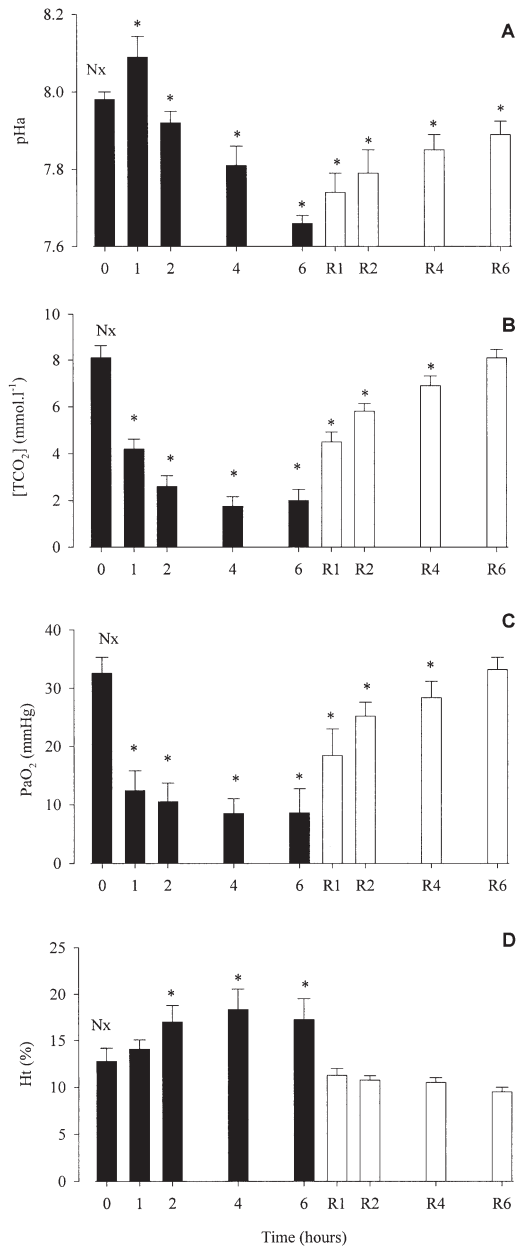 A
8.2
8.0
7.8
7.6
pHa
Nx
* * * * * * * *
0 1 2 4 6 R1 R2 R4 R6
B
10
8
6
4
2
0
[TCO₂] (mmol.l⁻¹)
Nx
* * * * * * *
0 1 2 4 6 R1 R2 R4 R6
C
40
30
20
10
0
PaO₂ (mmHg)
Nx
* * * * * * *
0 1 2 4 6 R1 R2 R4 R6
D
25
20
15
10
5
0
Ht (%)
Nx
* * *
0 1 2 4 6 R1 R2 R4 R6
Time (hours)